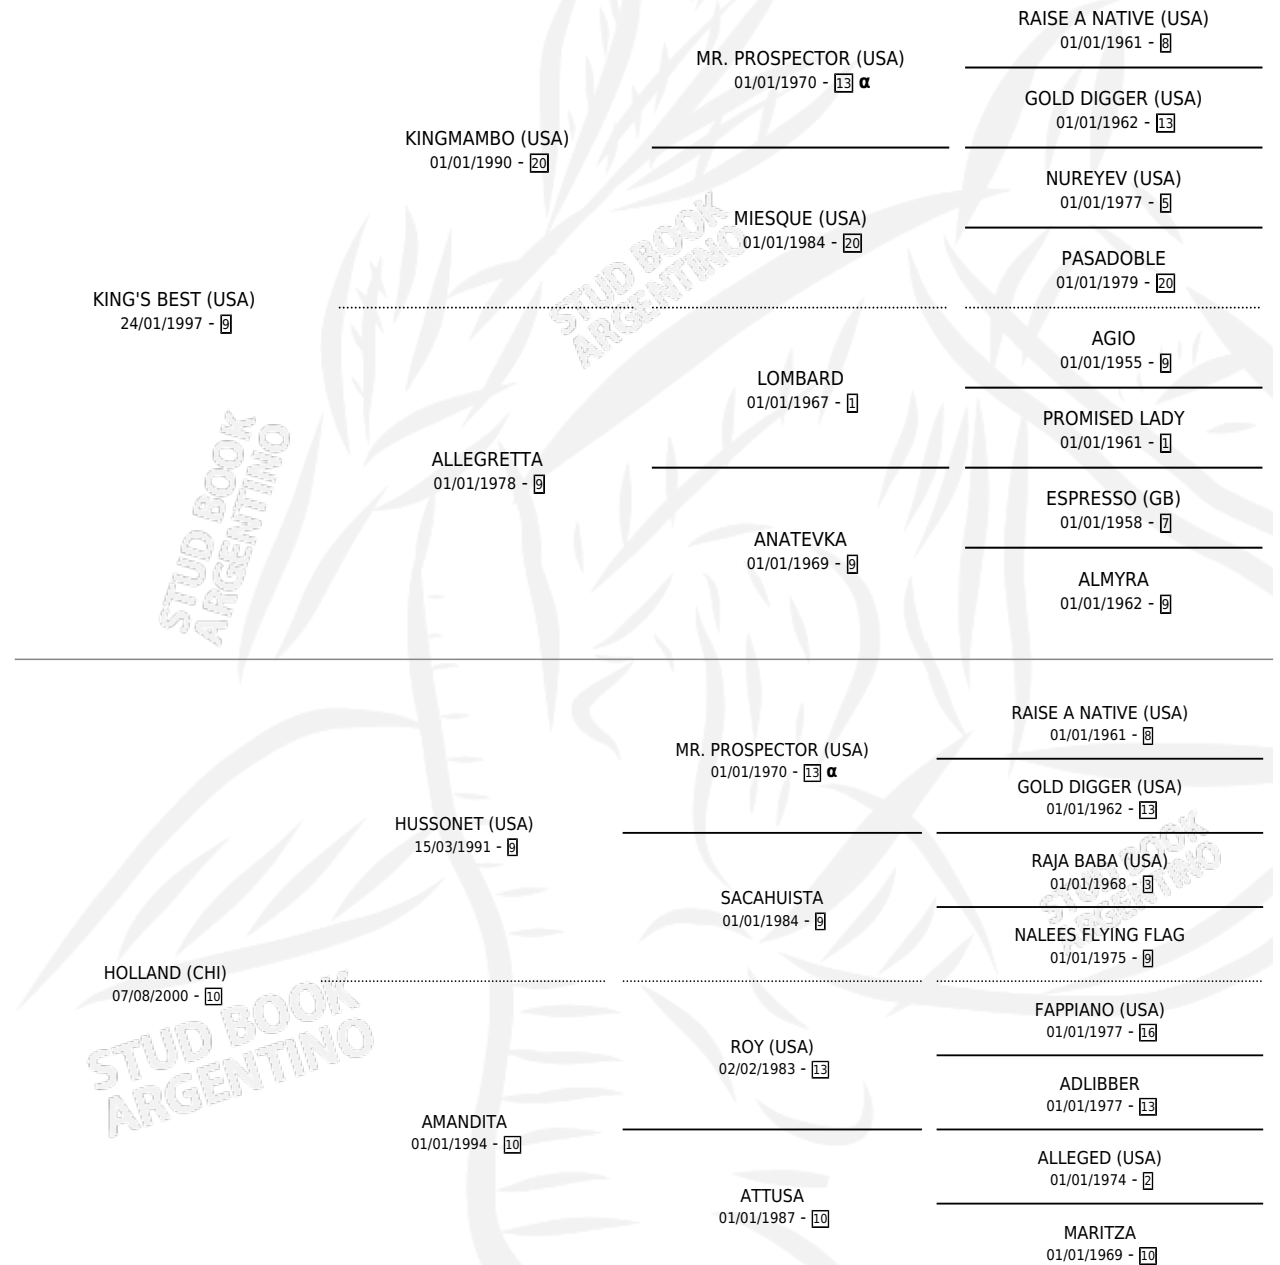 RAISE A NATIVE (USA)
01/01/1961 - 8
MR. PROSPECTOR (USA)
01/01/1970 - 13 α
GOLD DIGGER (USA)
01/01/1962 - 13
KINGMAMBO (USA)
01/01/1990 - 20
NUREYEV (USA)
01/01/1977 - 5
MIESQUE (USA)
01/01/1984 - 20
PASADOBLE
01/01/1979 - 20
STUD BOOK
ARGENTINO
KING'S BEST (USA)
24/01/1997 - 9
AGIO
01/01/1955 - 9
LOMBARD
01/01/1967 - 1
PROMISED LADY
01/01/1961 - 1
ALLEGRETTA
01/01/1978 - 9
ESPRESSO (GB)
01/01/1958 - 7
ANATEVKA
01/01/1969 - 9
ALMYRA
01/01/1962 - 9
STUD BOOK
ARGENTINO
RAISE A NATIVE (USA)
01/01/1961 - 8
MR. PROSPECTOR (USA)
01/01/1970 - 13 α
GOLD DIGGER (USA)
01/01/1962 - 13
HUSSONET (USA)
15/03/1991 - 9
RAJA BABA (USA)
01/01/1968 - 3
STUD BOOK
ARGENTINO
SACAHUISTA
01/01/1984 - 9
NALEES FLYING FLAG
01/01/1975 - 9
HOLLAND (CHI)
07/08/2000 - 10
STUD BOOK
ARGENTINO
FAPPIANO (USA)
01/01/1977 - 16
ROY (USA)
02/02/1983 - 13
ADLIBBER
01/01/1977 - 13
AMANDITA
01/01/1994 - 10
ALLEGED (USA)
01/01/1974 - 2
ATTUSA
01/01/1987 - 10
MARITZA
01/01/1969 - 10